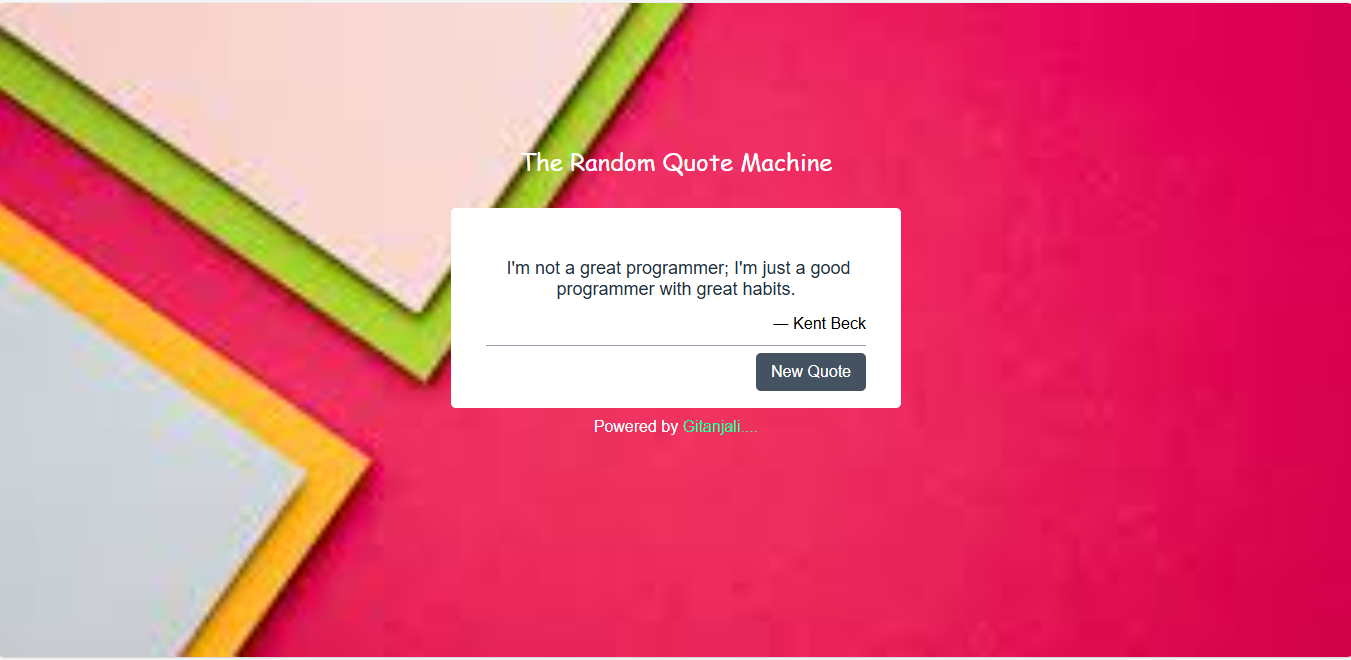 The Random Quote Machine
I'm not a great programmer; I'm just a good
programmer with great habits.
— Kent Beck
New Quote
Powered by Gitanjali....